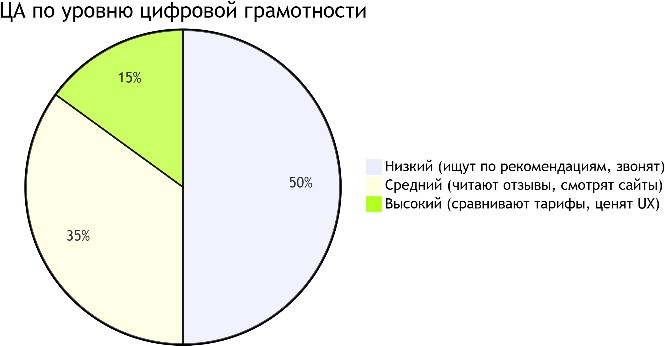 ЦА по уровню цифровой грамотности
15%
50%
35%
Низкий (ищут по рекомендациям, звонят)
Средний (читают отзывы, смотрят сайты)
Высокий (сравнивают тарифы, ценят UX)